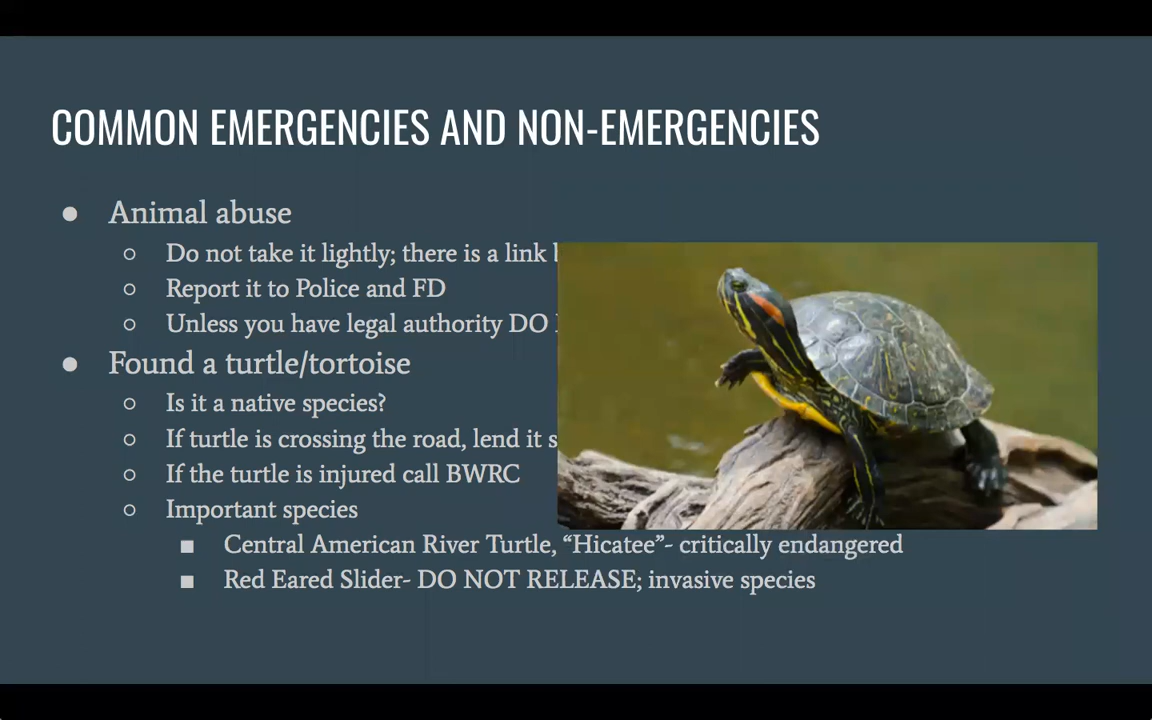 COMMON EMERGENCIES AND NON-EMERGENCIES
● Animal abuse
○ Do not take it lightly; there is a link
○ Report it to Police and FD
○ Unless you have legal authority DO
● Found a turtle/tortoise
○ Is it a native species?
○ If turtle is crossing the road, lend it
○ If the turtle is injured call BWRC
○ Important species
■ Central American River Turtle, “Hicatee”- critically endangered
■ Red Eared Slider- DO NOT RELEASE; invasive species